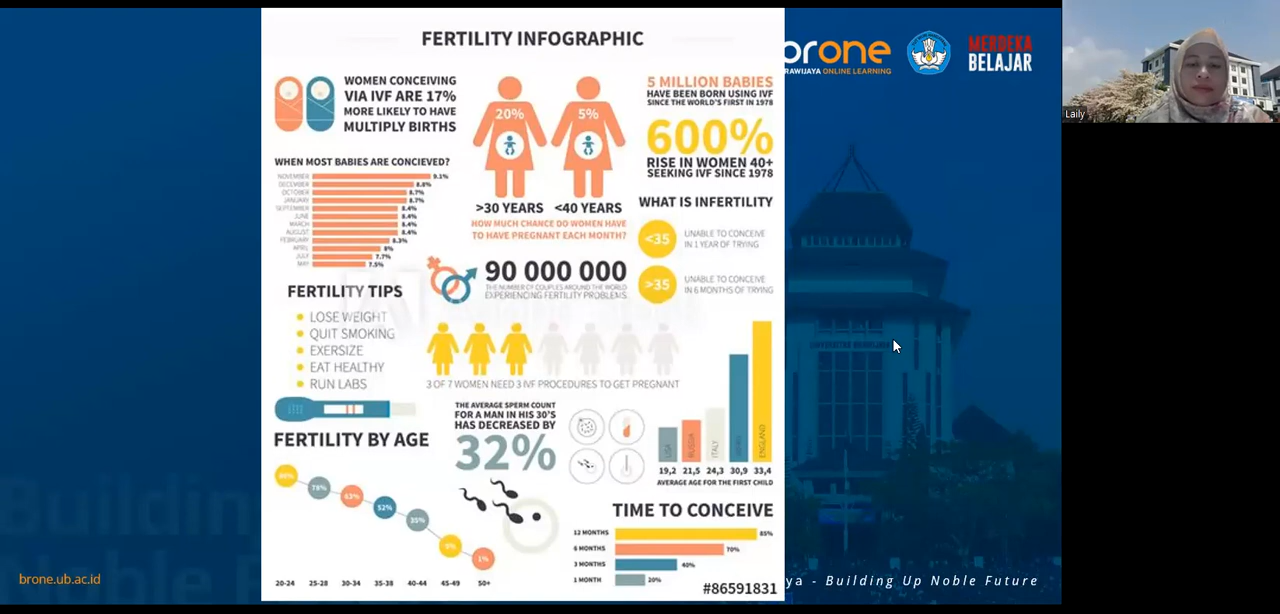 FERTILITY INFOGRAPHIC
WOMEN CONCEIVING
VIA IVF ARE 17%
MORE LIKELY TO HAVE
MULTIPLY BIRTHS
WHEN MOST BABIES ARE CONCIEVED?
NOVEMBER 9.1%
DECEMBER 8.8%
OCTOBER 8.7%
JANUARY 8.7%
SEPTEMBER 8.4%
JUNE 8.4%
MARCH 8.4%
AUGUST 8.4%
FEBRUARY 8.3%
APRIL 8%
JULY 7.7%
MAY 7.5%
20% 5%
>30 YEARS <40 YEARS
HOW MUCH CHANCE DO WOMEN HAVE
TO HAVE PREGNANT EACH MONTH?
5 MILLION BABIES
HAVE BEEN BORN USING IVF
SINCE THE WORLD'S FIRST IN 1978
600%
RISE IN WOMEN 40+
SEEKING IVF SINCE 1978
WHAT IS INFERTILITY
<35 UNABLE TO CONCEIVE
IN 1 YEAR OF TRYING
>35 UNABLE TO CONCEIVE
IN 6 MONTHS OF TRYING
90 000 000
THE NUMBER OF COUPLES AROUND THE WORLD
EXPERIENCING FERTILITY PROBLEMS
FERTILITY TIPS
LOSE WEIGHT
QUIT SMOKING
EXERSIZE
EAT HEALTHY
RUN LABS
3 OF 7 WOMEN NEED 3 IVF PROCEDURES TO GET PREGNANT
FERTILITY BY AGE
78%
63%
52%
35%
1%
20-24 25-28 30-34 35-38 40-44 45-49 50+
THE AVERAGE SPERM COUNT
FOR A MAN IN HIS 30'S
HAS DECREASED BY
32%
USA RUSSIA ITALY ENGLAND
19,2 21,5 24,3 30,9 33,4
AVERAGE AGE FOR THE FIRST CHILD
TIME TO CONCEIVE
12 MONTHS 85%
6 MONTHS 70%
3 MONTHS 40%
1 MONTH 20%
#86591831
brone
RAWIJAYA ONLINE LEARNING
MERDEKA
BELAJAR
Laily
Building
Noble
brone.ub.ac.id
ya - Building Up Noble Future